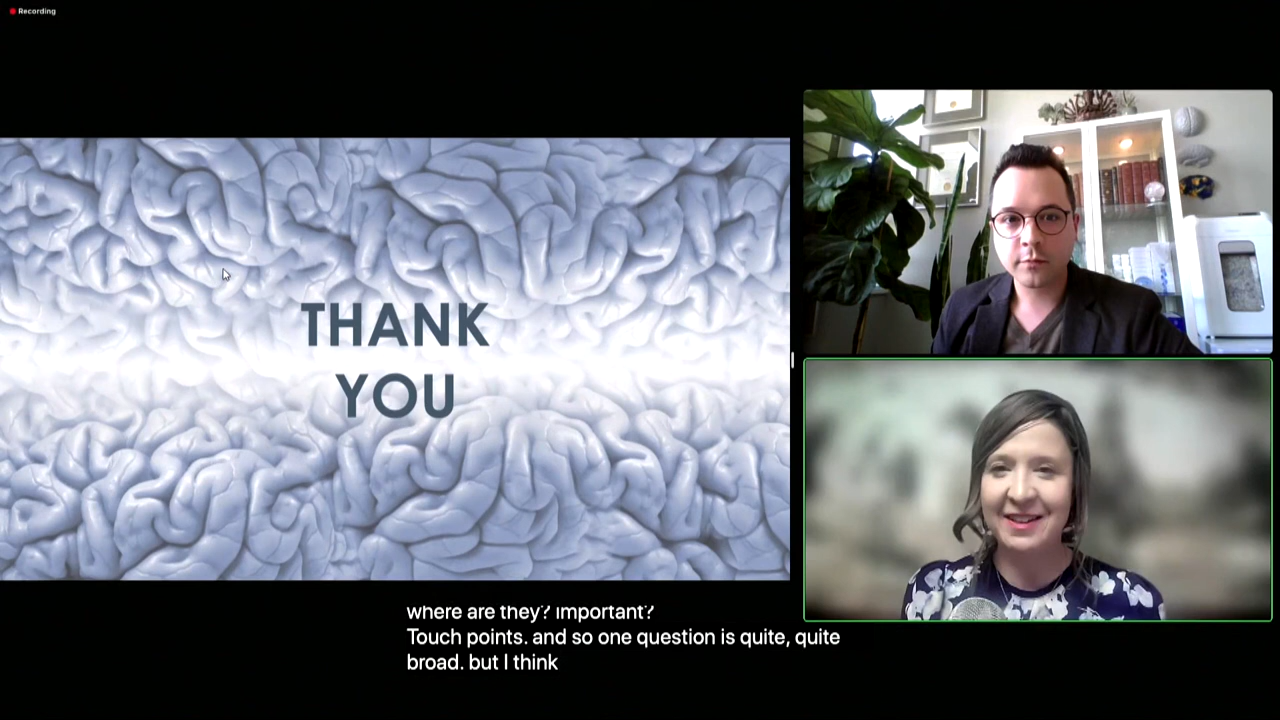 Recording
THANK
YOU
where are they? important?
Touch points. and so one question is quite, quite
broad. but I think